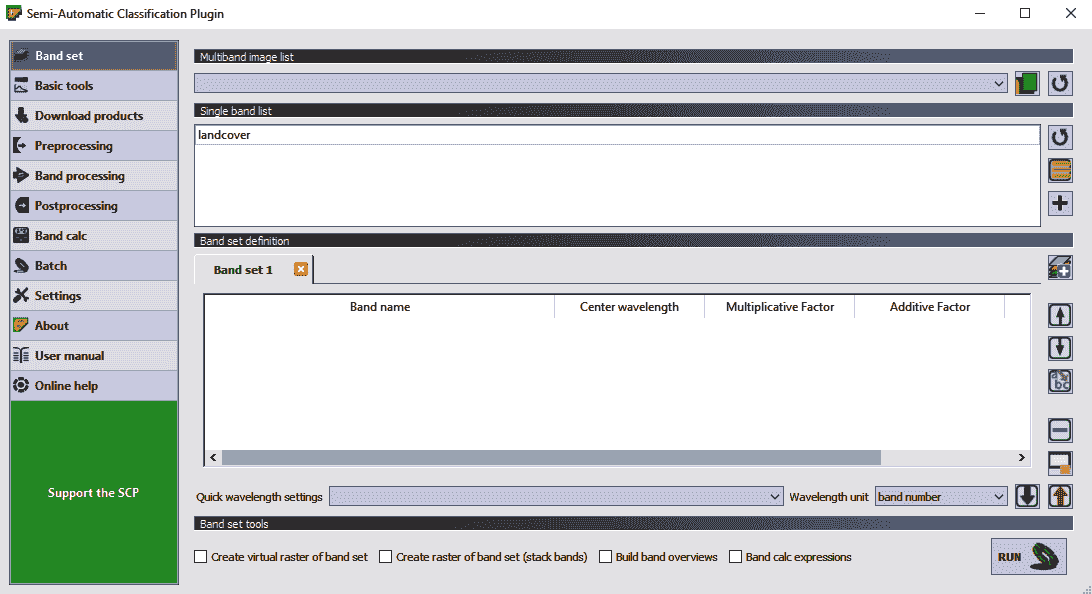 Semi-Automatic Classification Plugin
Band set
Basic tools
Download products
Preprocessing
Band processing
Postprocessing
Band calc
Batch
Settings
About
User manual
Online help
Support the SCP
Multiband image list
Single band list
landcover
Band set definition
Band set 1
Band name Center wavelength Multiplicative Factor Additive Factor
abc
Quick wavelength settings Wavelength unit band number
Band set tools
Create virtual raster of band set Create raster of band set (stack bands) Build band overviews Band calc expressions RUN